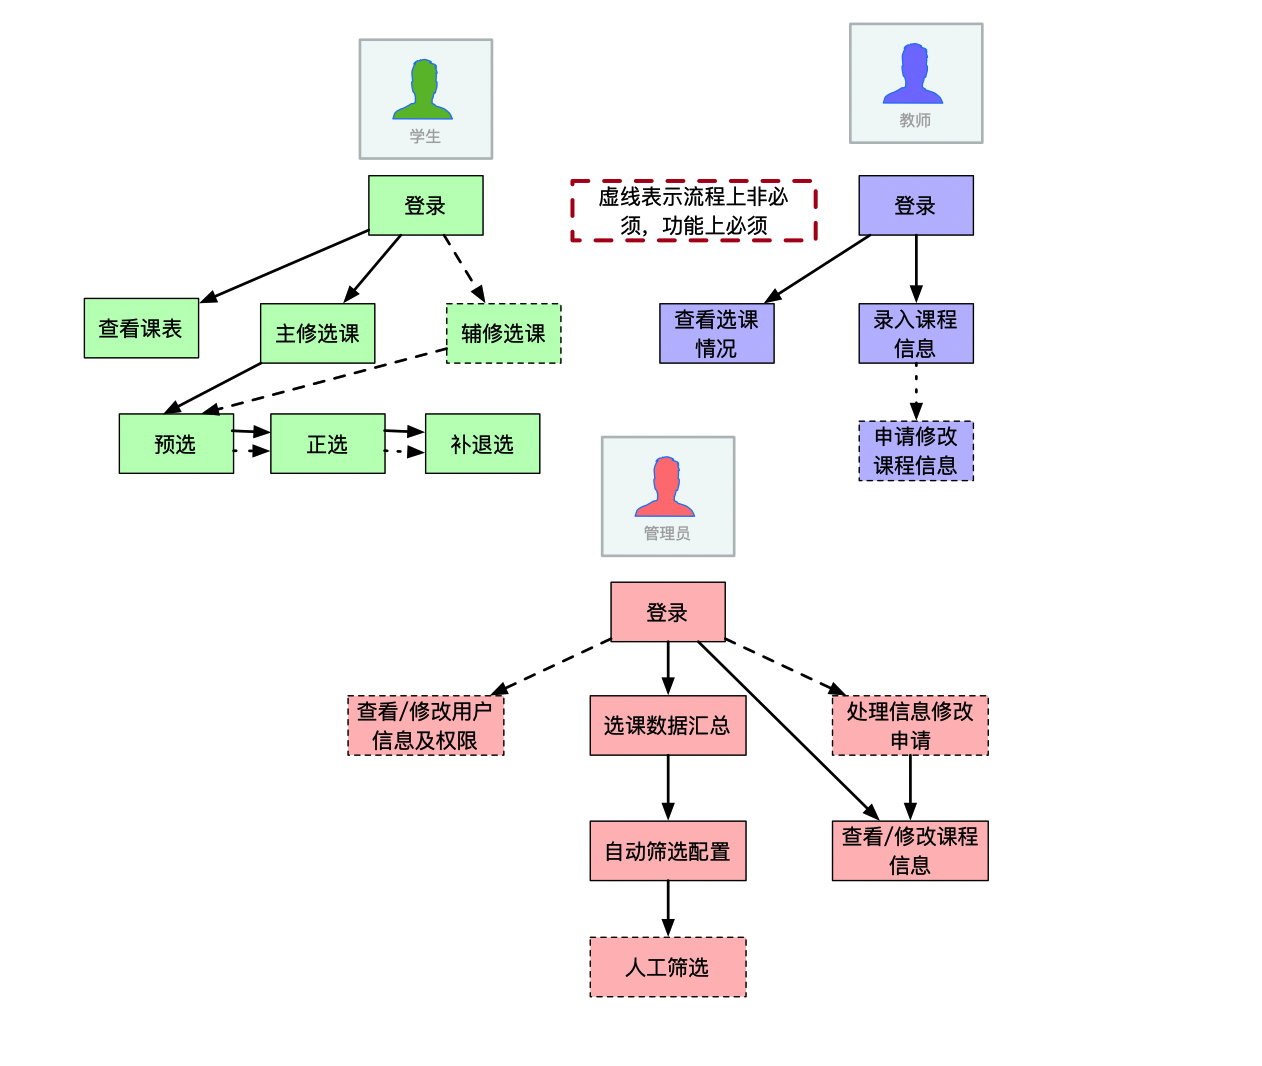 学生
教师
登录
虚线表示流程上非必
须，功能上必须
登录
查看课表
主修选课
辅修选课
查看选课
情况
录入课程
信息
预选
正选
补退选
申请修改
课程信息
管理员
登录
查看/修改用户
信息及权限
选课数据汇总
处理信息修改
申请
自动筛选配置
查看/修改课程
信息
人工筛选